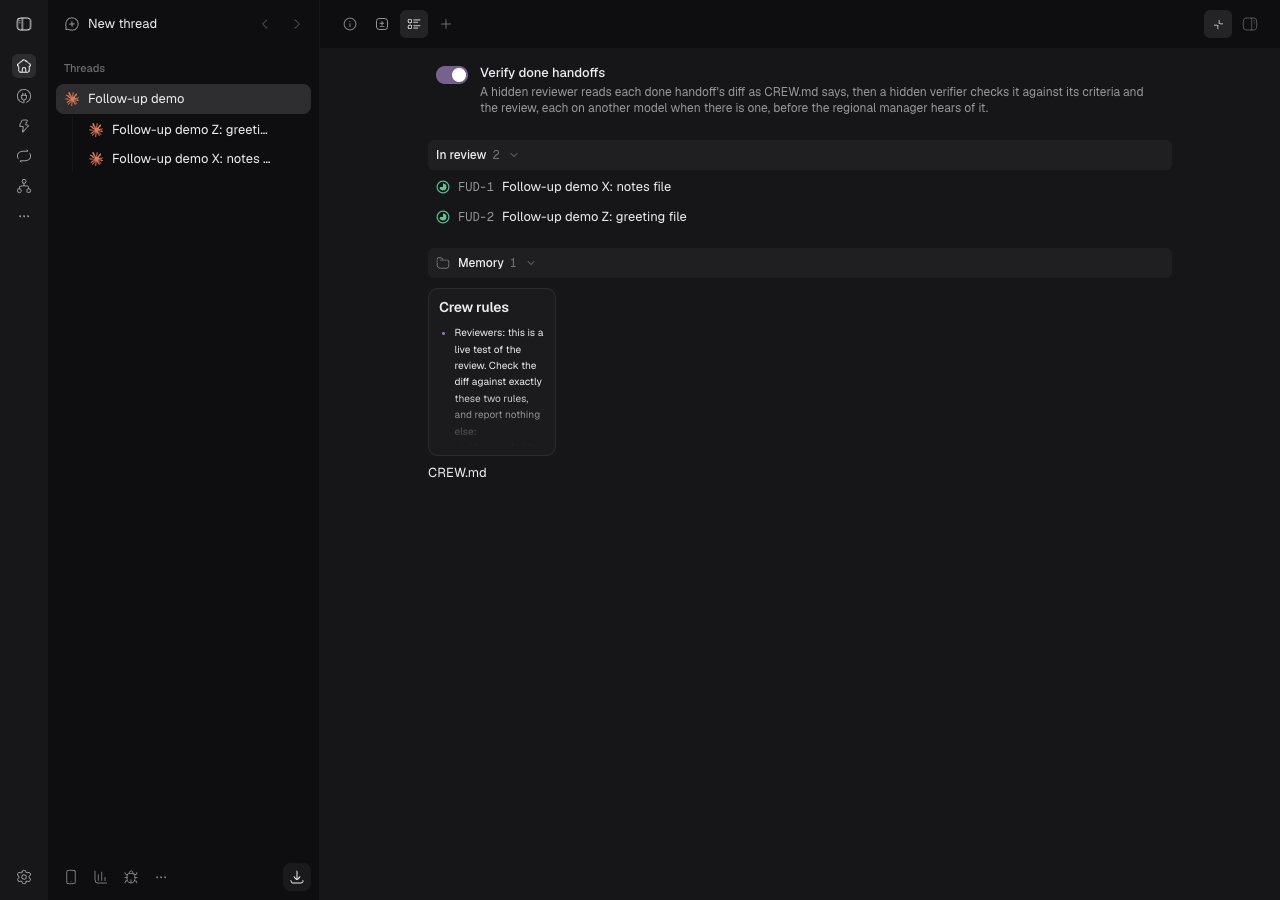 New thread
Threads
Follow-up demo
Follow-up demo Z: greeti...
Follow-up demo X: notes ...
Verify done handoffs
A hidden reviewer reads each done handoff's diff as CREW.md says, then a hidden verifier checks it against its criteria and
the review, each on another model when there is one, before the regional manager hears of it.
In review 2
FUD-1 Follow-up demo X: notes file
FUD-2 Follow-up demo Z: greeting file
Memory 1
Crew rules
• Reviewers: this is a
live test of the
review. Check the
diff against exactly
these two rules,
and report nothing
else:
CREW.md